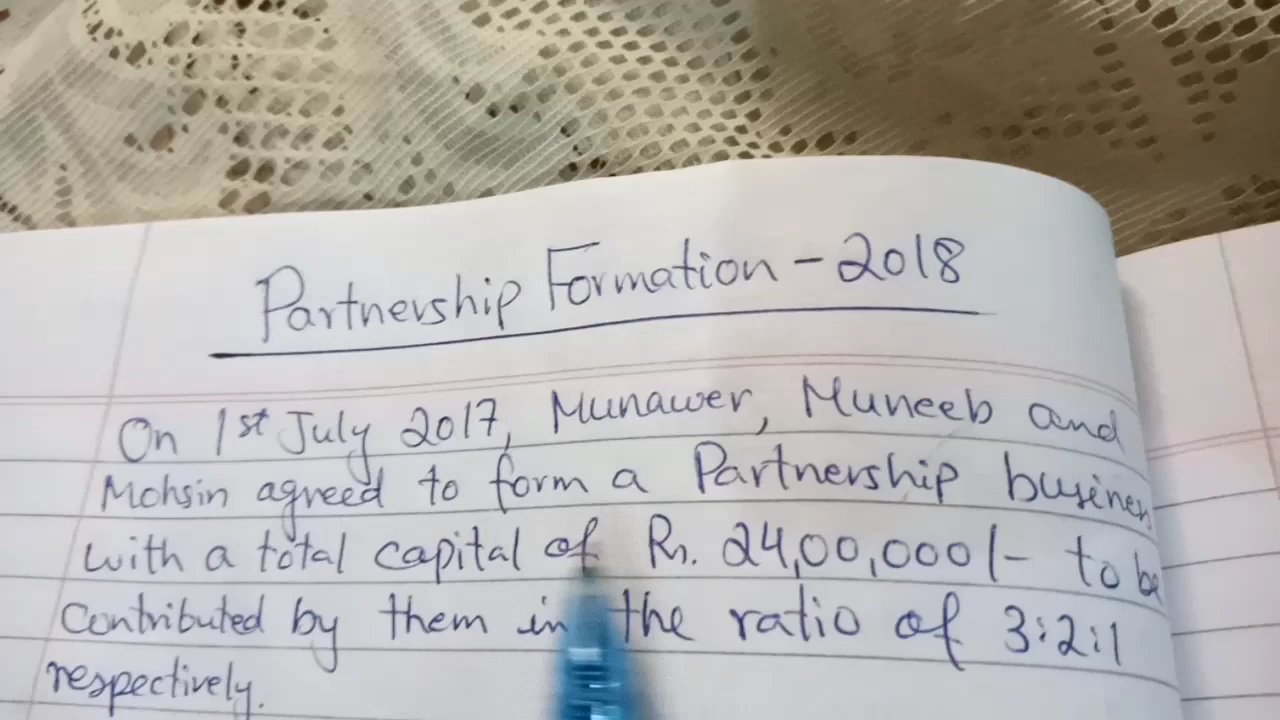 Partnership Formation - 2018
On 1st July 2017, Munawer, Muneeb and
Mohsin agreed to form a Partnership busines
with a total capital of Rs. 24,00,000/- to be
Contributed by them in the ratio of 3:2:1
respectively.